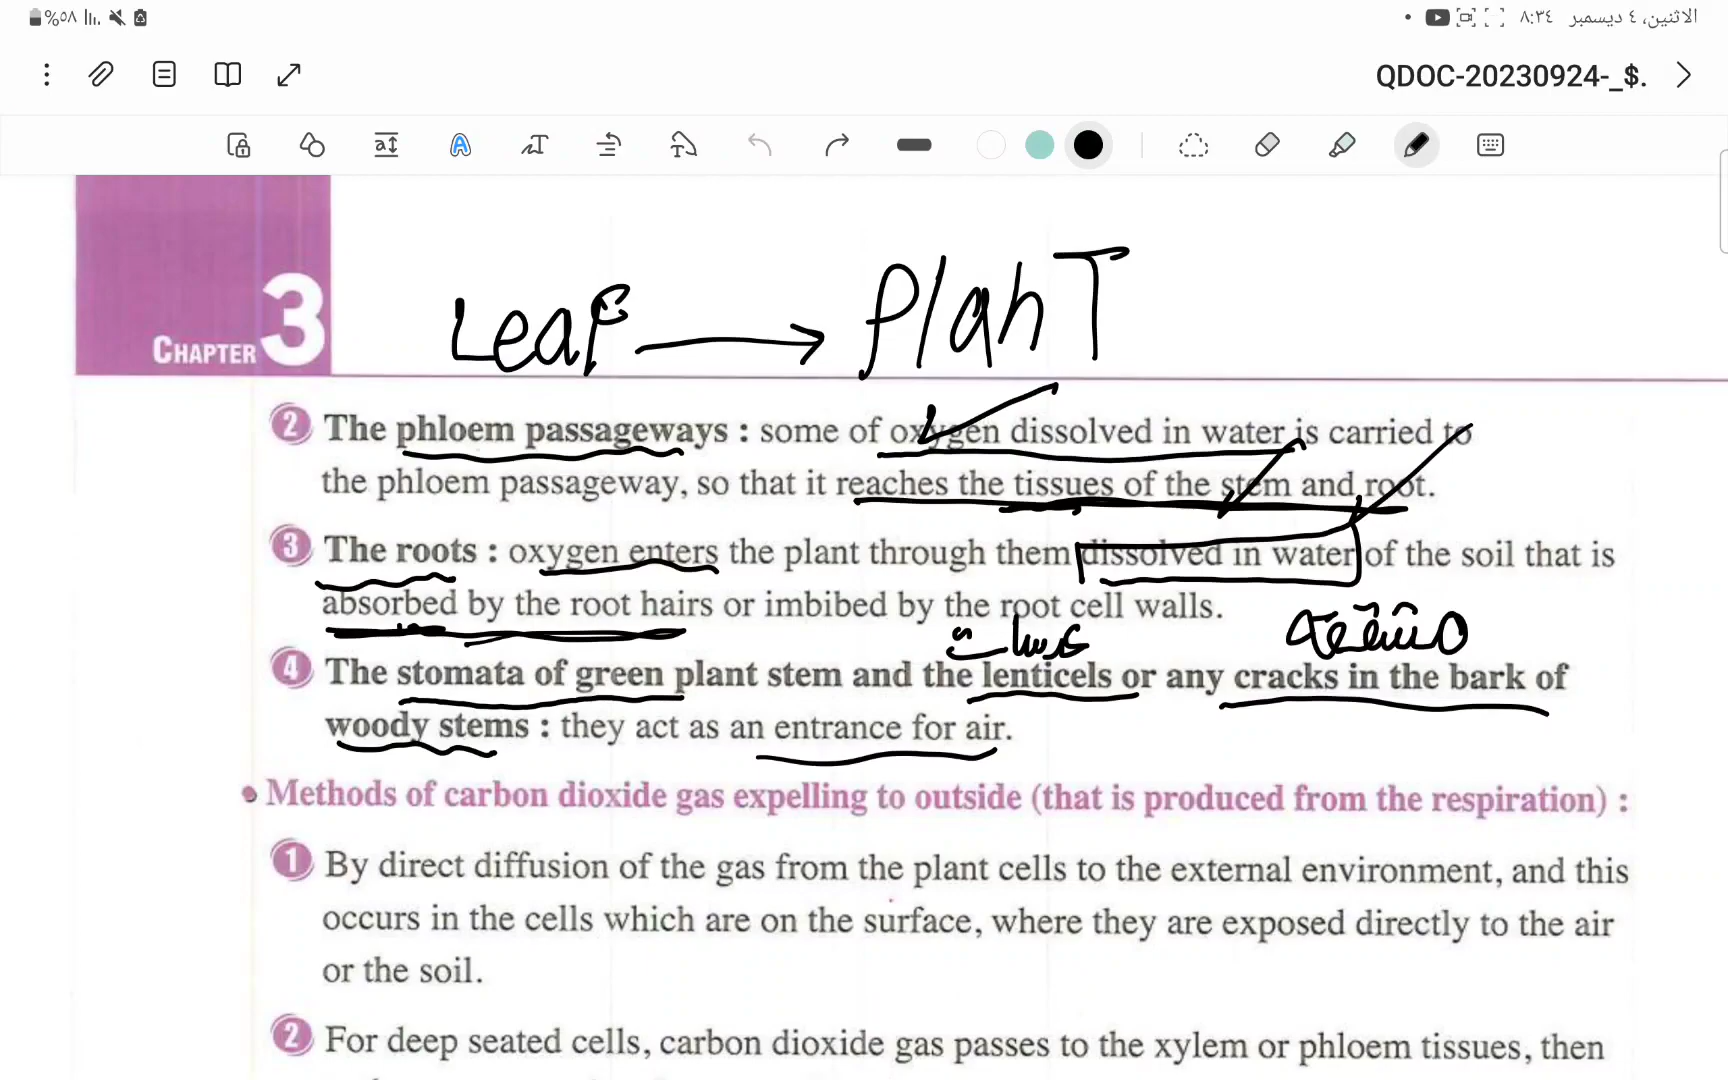 %٥٨
الاثنين، ٤ ديسمبر ٨:٣٤
QDOC-20230924-_$.
CHAPTER 3
Leaf → Plant
2 The phloem passageways : some of oxygen dissolved in water is carried to
the phloem passageway, so that it reaches the tissues of the stem and root.
3 The roots : oxygen enters the plant through them dissolved in water of the soil that is
absorbed by the root hairs or imbibed by the root cell walls.
4 The stomata of green plant stem and the lenticels or any cracks in the bark of
woody stems : they act as an entrance for air.
• Methods of carbon dioxide gas expelling to outside (that is produced from the respiration) :
1 By direct diffusion of the gas from the plant cells to the external environment, and this
occurs in the cells which are on the surface, where they are exposed directly to the air
or the soil.
2 For deep seated cells, carbon dioxide gas passes to the xylem or phloem tissues, then